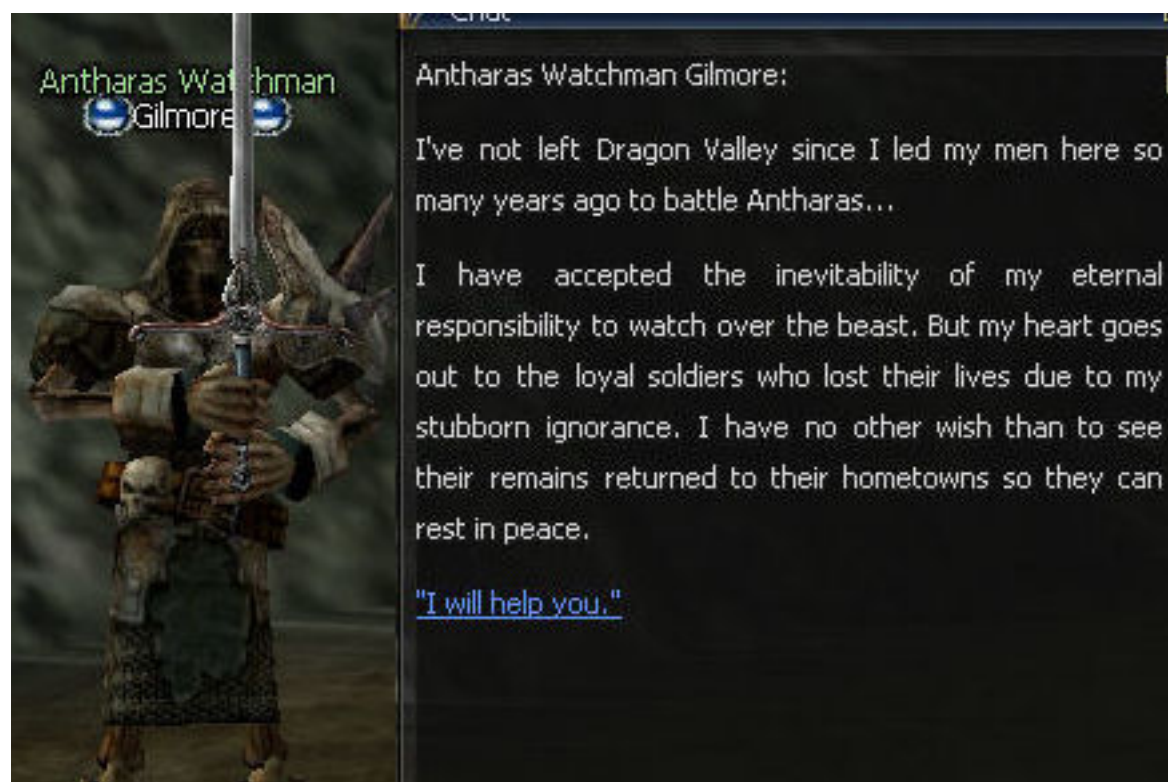 Chat
Antharas Watchman
Gilmore
Antharas Watchman Gilmore:
I've not left Dragon Valley since I led my men here so
many years ago to battle Antharas...
I have accepted the inevitability of my eternal
responsibility to watch over the beast. But my heart goes
out to the loyal soldiers who lost their lives due to my
stubborn ignorance. I have no other wish than to see
their remains returned to their hometowns so they can
rest in peace.
"I will help you."